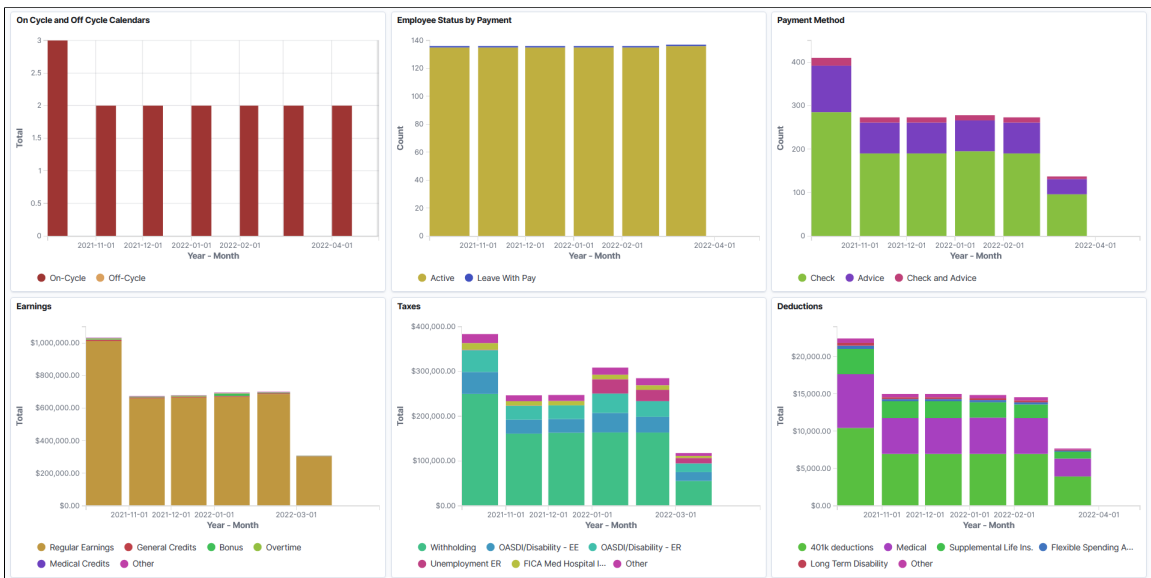 On Cycle and Off Cycle Calendars
3
2.5
2
1.5
1
0.5
0
Total
2021-11-01 2021-12-01 2022-01-01 2022-02-01 2022-04-01
Year - Month
On-Cycle Off-Cycle
Employee Status by Payment
140
120
100
80
60
40
20
0
Count
2021-11-01 2021-12-01 2022-01-01 2022-02-01 2022-04-01
Year - Month
Active Leave With Pay
Payment Method
400
300
200
100
0
Count
2021-11-01 2021-12-01 2022-01-01 2022-02-01 2022-04-01
Year - Month
Check Advice Check and Advice
Earnings
$1,000,000.00
$800,000.00
$600,000.00
$400,000.00
$200,000.00
$0.00
Total
2021-11-01 2021-12-01 2022-01-01 2022-03-01
Year - Month
Regular Earnings General Credits Bonus Overtime
Medical Credits Other
Taxes
$400,000.00
$300,000.00
$200,000.00
$100,000.00
$0.00
Total
2021-11-01 2021-12-01 2022-01-01 2022-03-01
Year - Month
Withholding OASDI/Disability - EE OASDI/Disability - ER
Unemployment ER FICA Med Hospital I... Other
Deductions
$20,000.00
$15,000.00
$10,000.00
$5,000.00
$0.00
Total
2021-11-01 2021-12-01 2022-01-01 2022-02-01 2022-04-01
Year - Month
401k deductions Medical Supplemental Life Ins. Flexible Spending A...
Long Term Disability Other